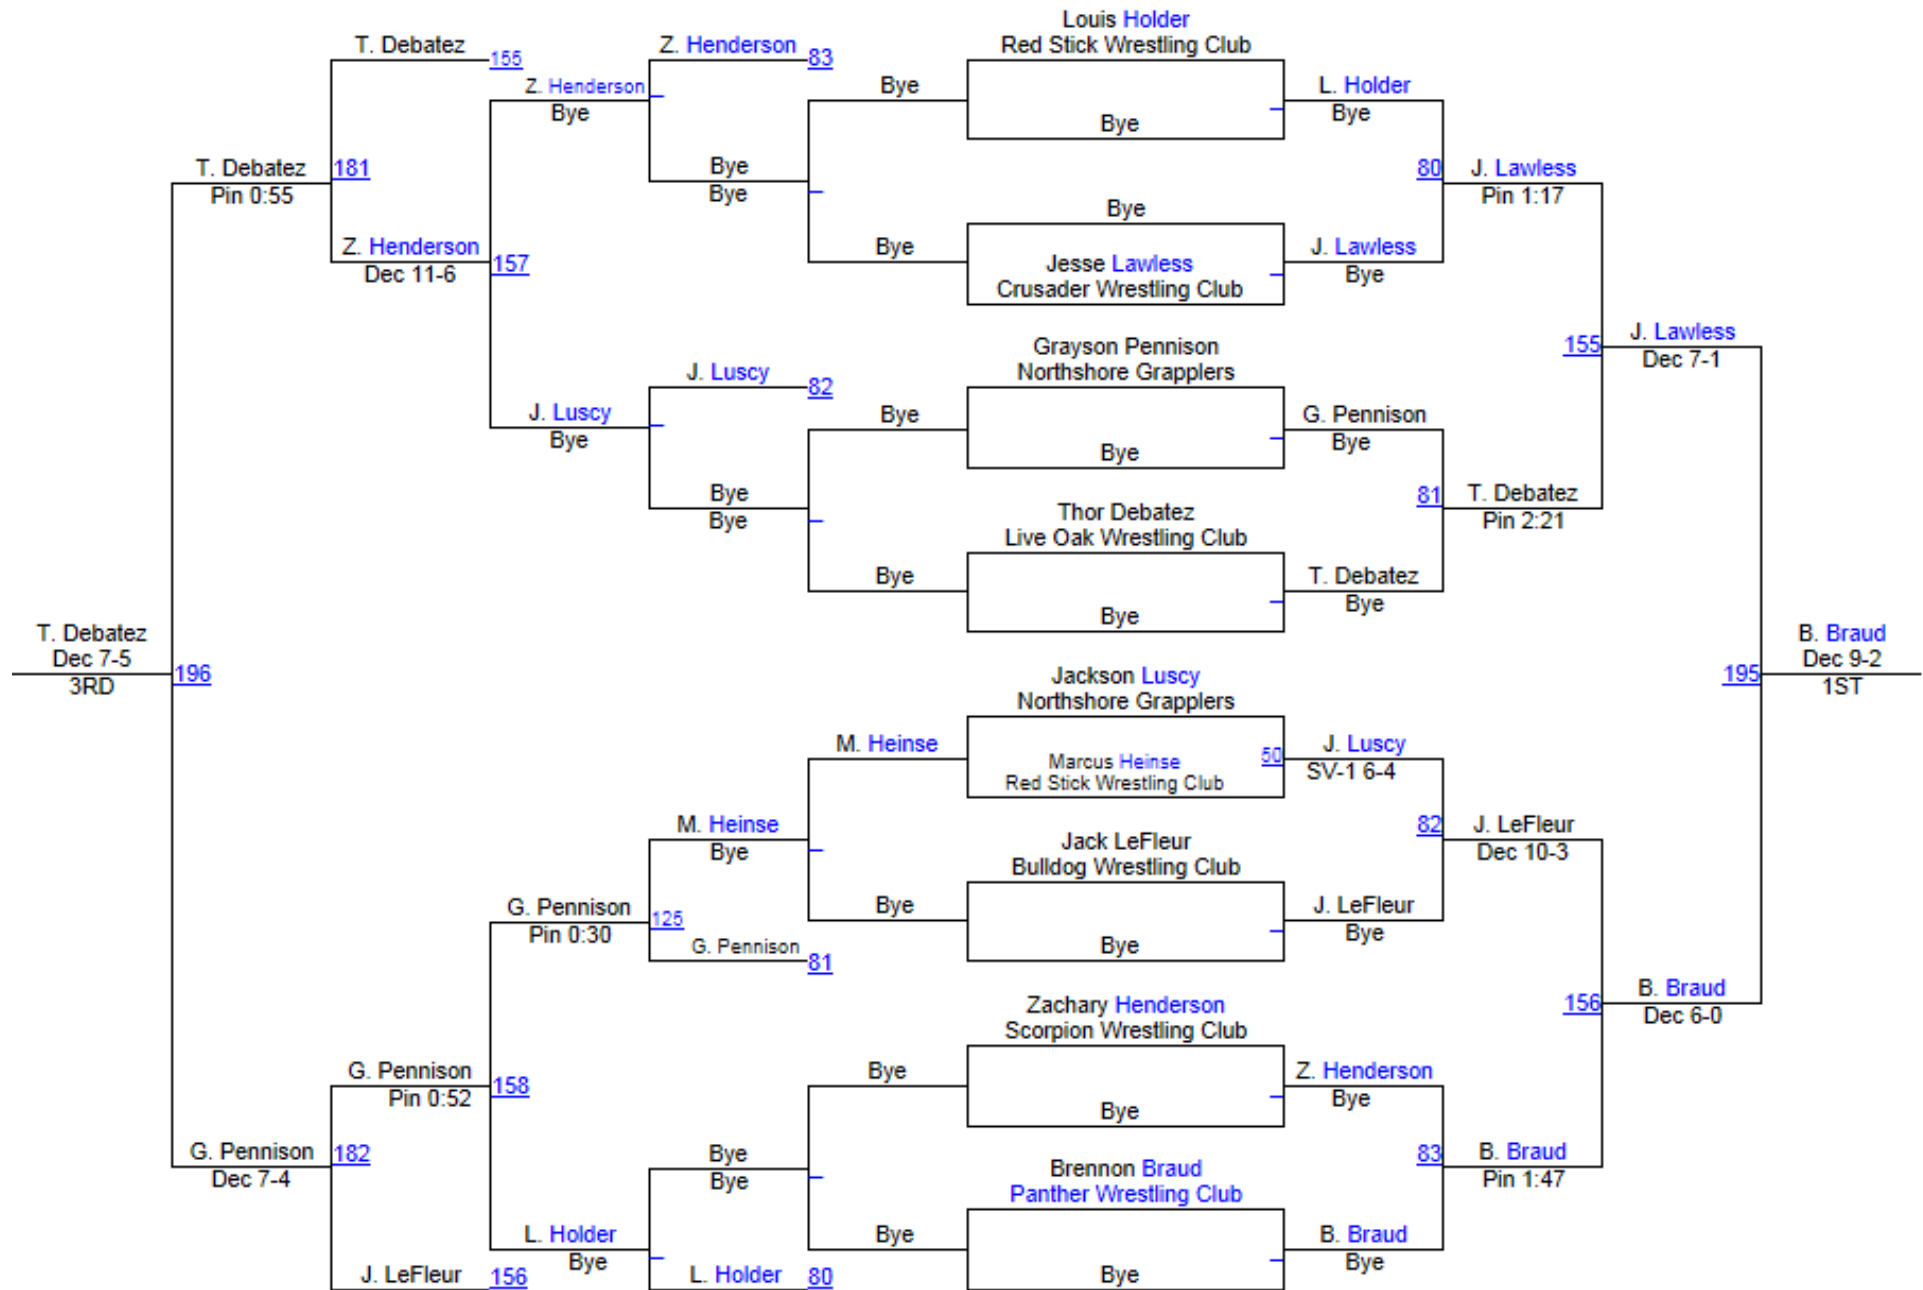 Louis Holder
T. Debatez
Z. Henderson
Red Stick Wrestling Club
155
83
Z. Henderson
Bye
L. Holder
Bye
Bye
Bye
T. Debatez
181
Bye
80
J. Lawless
Pin 0:55
Bye
Pin 1:17
Bye
Z. Henderson
157
Bye
J. Lawless
Dec 11-6
Jesse Lawless
Bye
Crusader Wrestling Club
J. Lawless
Grayson Pennison
155
Dec 7-1
J. Luscy
82
Northshore Grapplers
J. Luscy
Bye
G. Pennison
Bye
Bye
Bye
Bye
81
T. Debatez
Bye
Thor Debatez
Pin 2:21
Live Oak Wrestling Club
Bye
T. Debatez
Bye
Bye
T. Debatez
B. Braud
Dec 7-5
196
Jackson Luscy
195
Dec 9-2
3RD
Northshore Grapplers
1ST
M. Heinse
Marcus Heinse
50
J. Luscy
Red Stick Wrestling Club
SV-1 6-4
M. Heinse
82
J. LeFleur
Bye
Jack LeFleur
Dec 10-3
Bulldog Wrestling Club
G. Pennison
125
Bye
J. LeFleur
Pin 0:30
G. Pennison
81
Bye
Bye
Zachary Henderson
156
B. Braud
Scorpion Wrestling Club
Dec 6-0
G. Pennison
158
Bye
Z. Henderson
Pin 0:52
Bye
Bye
G. Pennison
182
Bye
83
B. Braud
Dec 7-4
Bye
Brennon Braud
Pin 1:47
Panther Wrestling Club
L. Holder
Bye
B. Braud
Bye
Bye
J. LeFleur
156
L. Holder
80
Bye